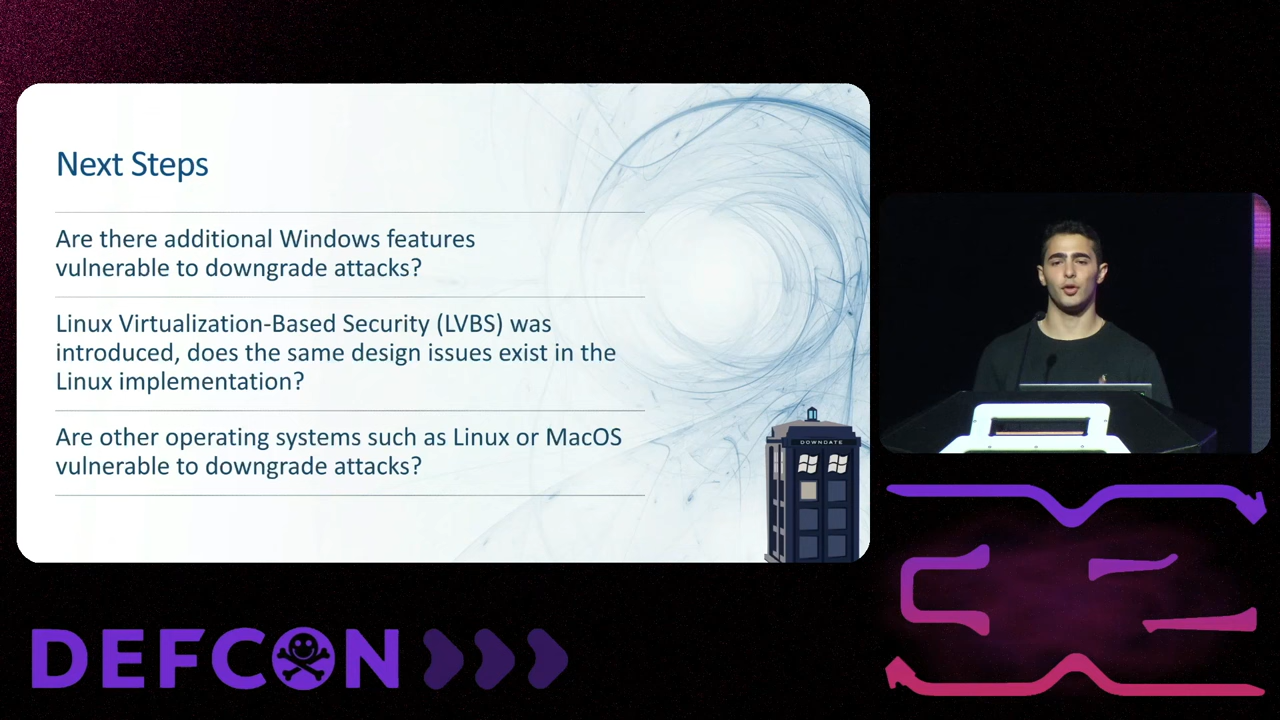 Next Steps
Are there additional Windows features
vulnerable to downgrade attacks?
Linux Virtualization-Based Security (LVBS) was
introduced, does the same design issues exist in the
Linux implementation?
Are other operating systems such as Linux or MacOS
vulnerable to downgrade attacks?
DOWNDATE
DEFCON